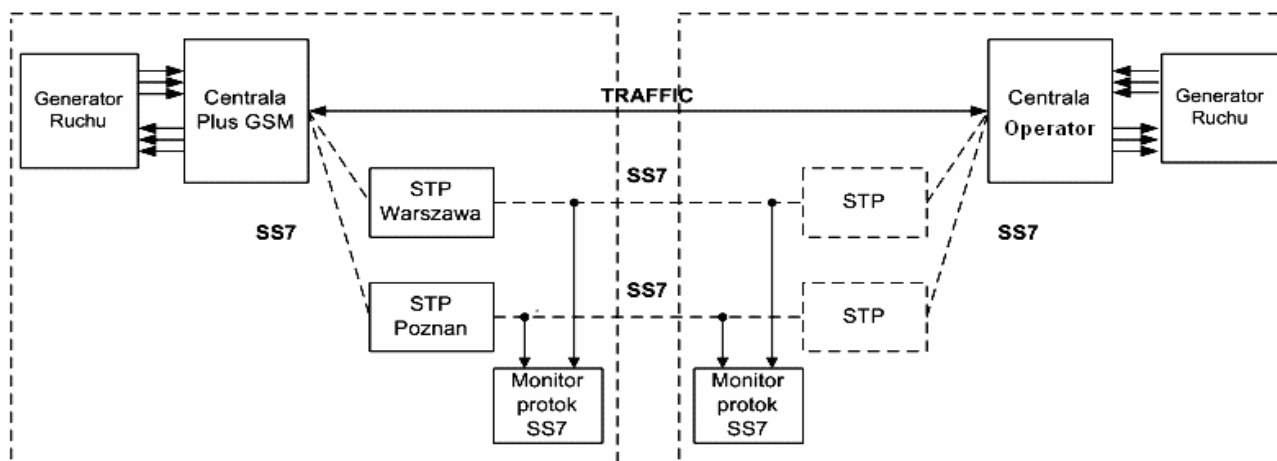 Generator
Ruchu
Centrala
Plus GSM
TRAFFIC
Centrala
Operator
Generator
Ruchu
STP
Warszawa
SS7
STP
SS7
SS7
STP
Poznan
SS7
STP
Monitor
protok
SS7
Monitor
protok
SS7